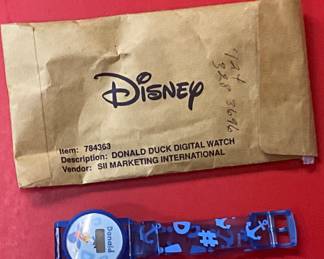 Disney
Item: 784363
Description: DONALD DUCK DIGITAL WATCH
Vendor: SII MARKETING INTERNATIONAL
Donald